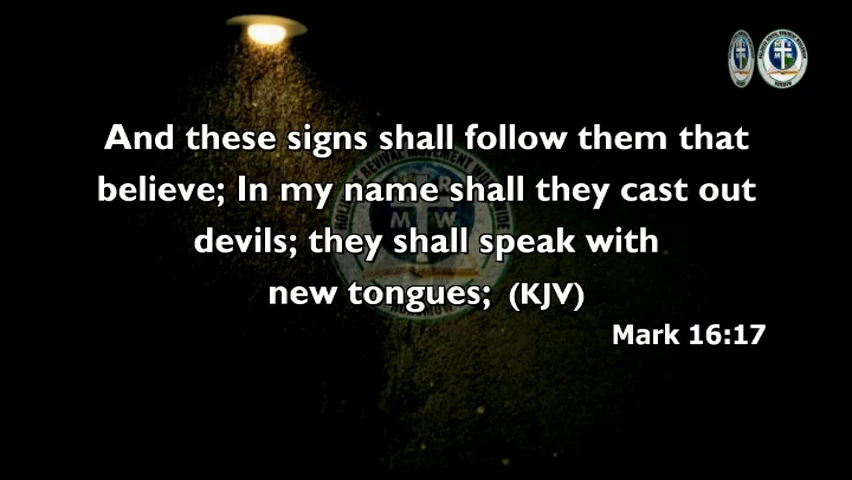 And these signs shall follow them that
believe; In my name shall they cast out
devils; they shall speak with
new tongues; (KJV)
Mark 16:17